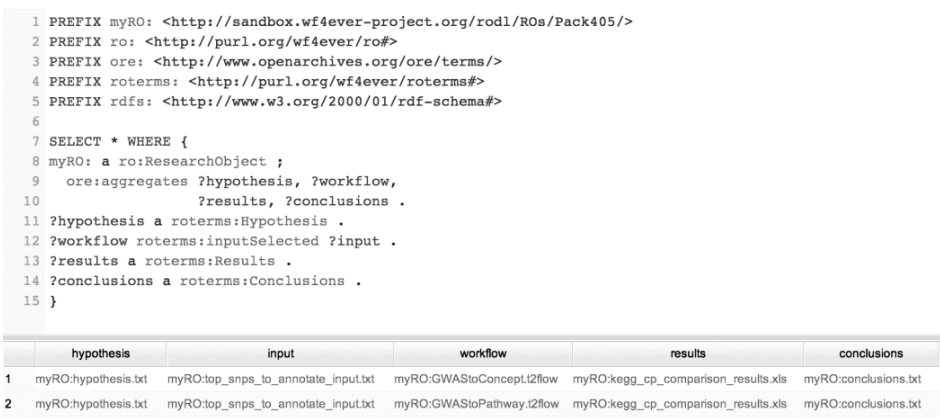 1 PREFIX myRO: <http://sandbox.wf4ever-project.org/rodl/ROs/Pack405/>
2 PREFIX ro: <http://purl.org/wf4ever/ro#>
3 PREFIX ore: <http://www.openarchives.org/ore/terms/>
4 PREFIX roterms: <http://purl.org/wf4ever/roterms#>
5 PREFIX rdfs: <http://www.w3.org/2000/01/rdf-schema#>
6
7 SELECT * WHERE {
8 myRO: a ro:ResearchObject ;
9 ore:aggregates ?hypothesis, ?workflow,
10 ?results, ?conclusions .
11 ?hypothesis a roterms:Hypothesis .
12 ?workflow roterms:inputSelected ?input .
13 ?results a roterms:Results .
14 ?conclusions a roterms:Conclusions .
15 }
hypothesis input workflow results conclusions
1 myRO:hypothesis.txt myRO:top_snps_to_annotate_input.txt myRO:GWAStoConcept.t2flow myRO:kegg_cp_comparison_results.xls myRO:conclusions.txt
2 myRO:hypothesis.txt myRO:top_snps_to_annotate_input.txt myRO:GWAStoPathway.t2flow myRO:kegg_cp_comparison_results.xls myRO:conclusions.txt